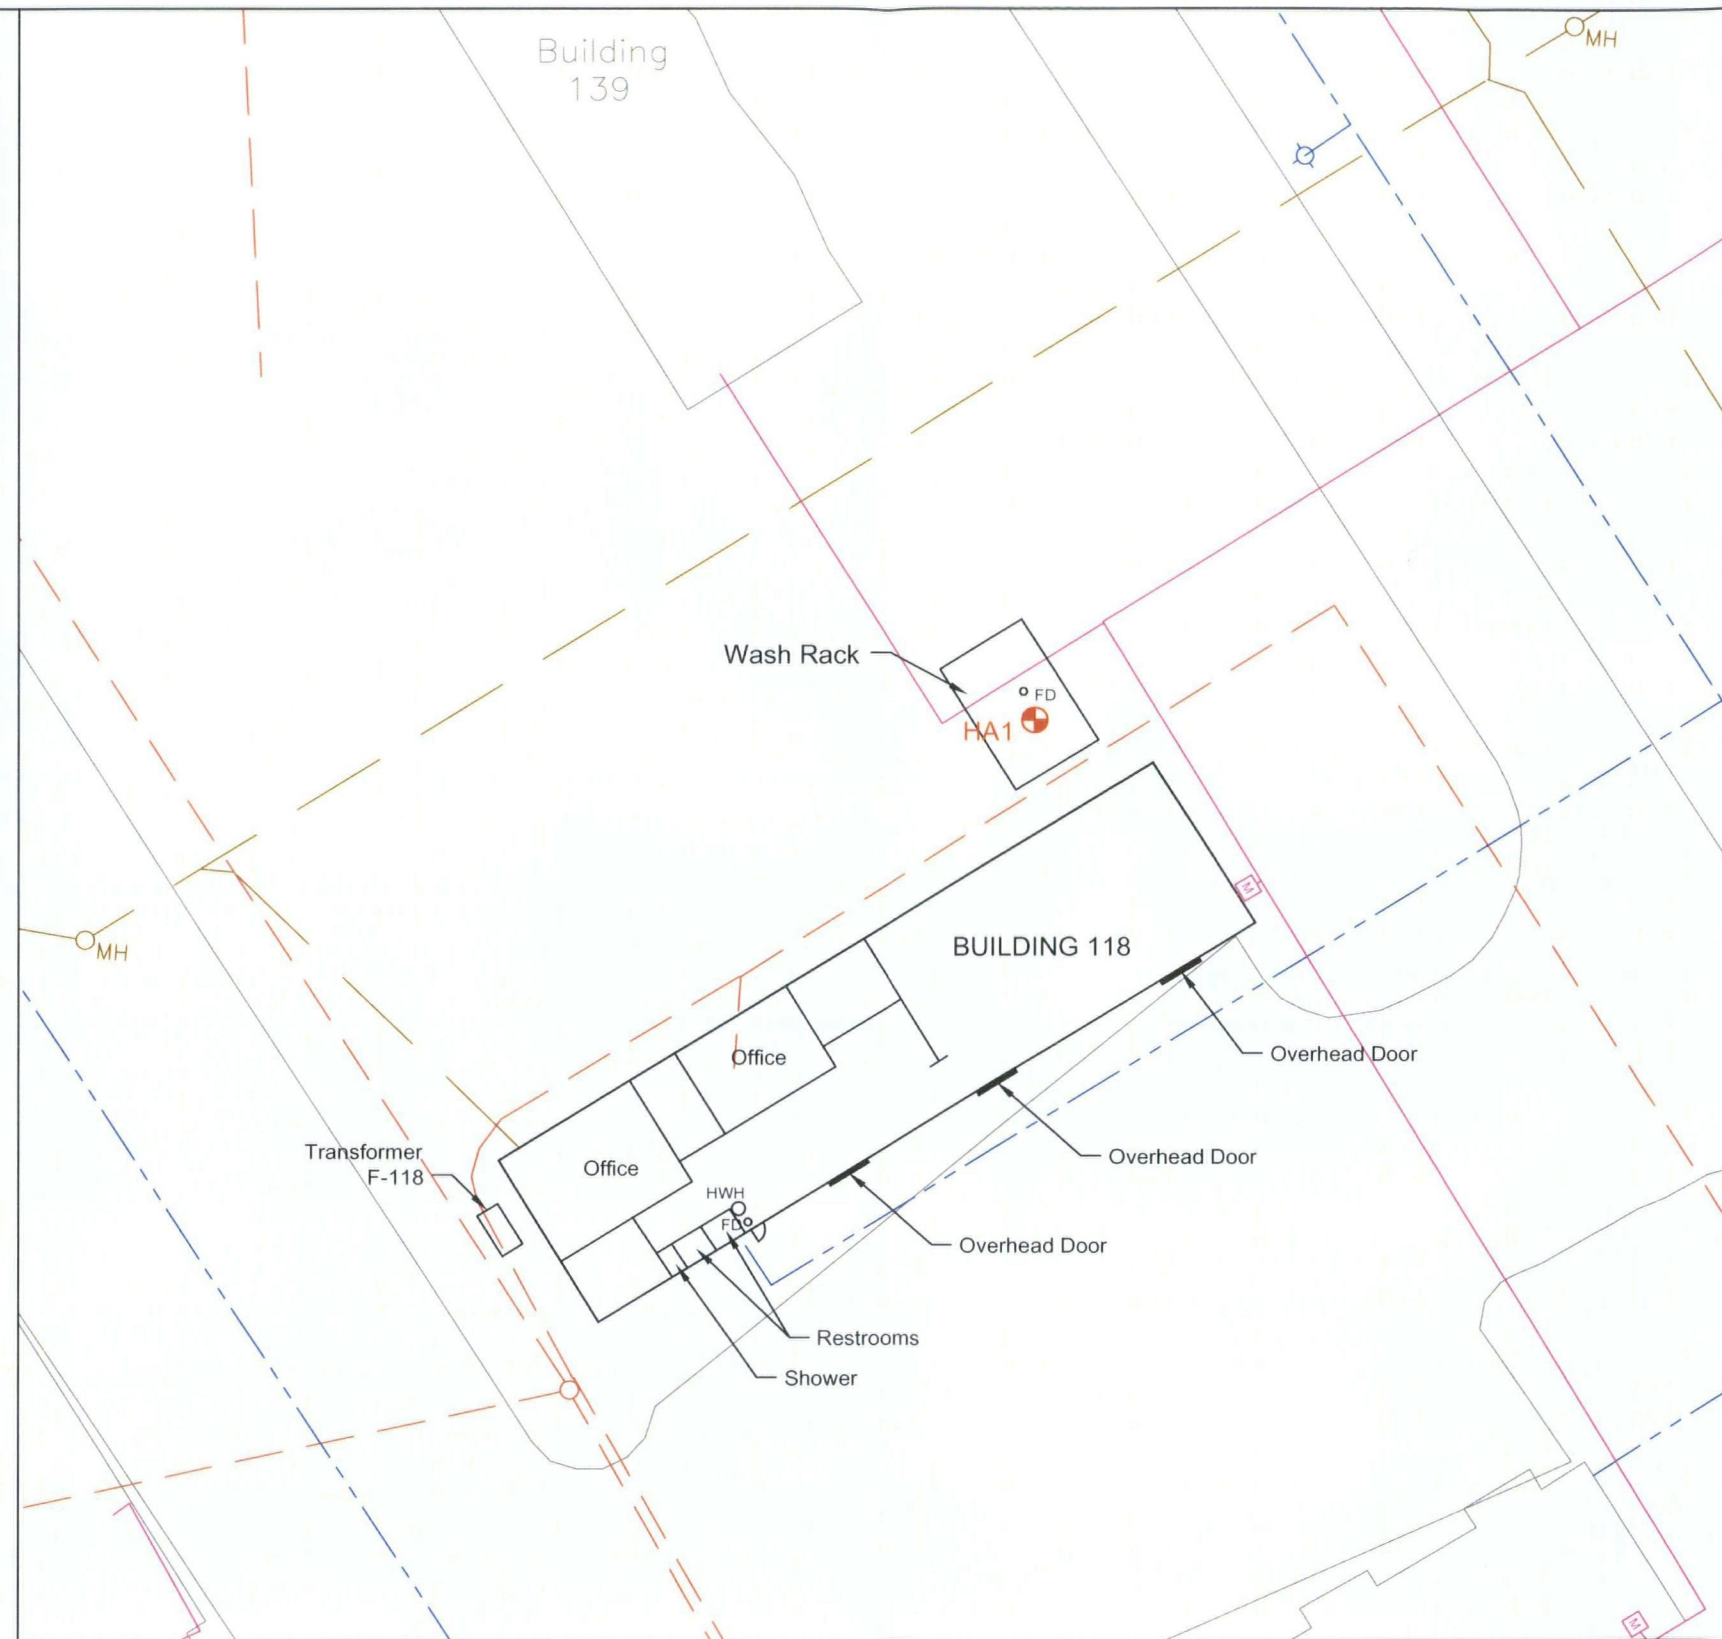 Building
139
MH
Wash Rack
FD
HA1
M
BUILDING 118
MH
Office
Overhead Door
Transformer
F-118
Office
Overhead Door
HWH
FD
Overhead Door
Restrooms
Shower
M